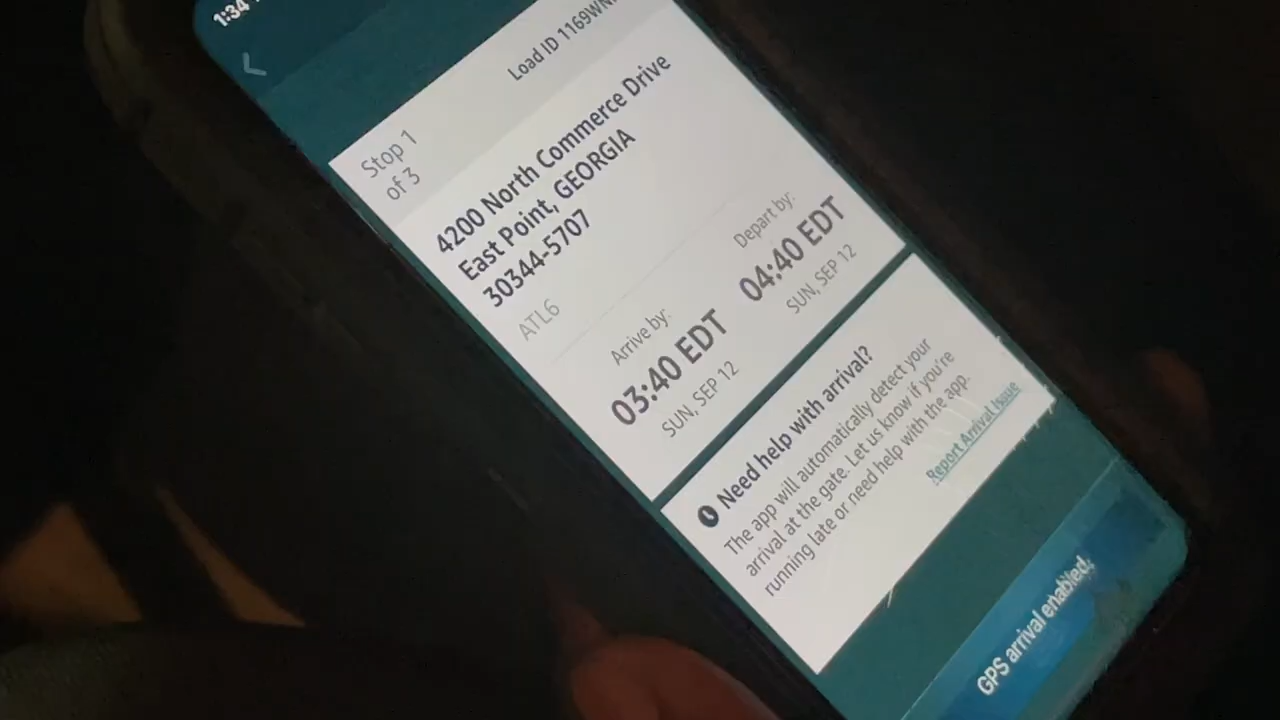 1:34
Load ID 1169WN
Stop 1
of 3
4200 North Commerce Drive
East Point, GEORGIA
30344-5707
ATL6
Arrive by:
03:40 EDT
SUN, SEP 12
Depart by:
04:40 EDT
SUN, SEP 12
Need help with arrival?
The app will automatically detect your
arrival at the gate. Let us know if you're
running late or need help with the app.
Report Arrival Issue
GPS arrival enabled.